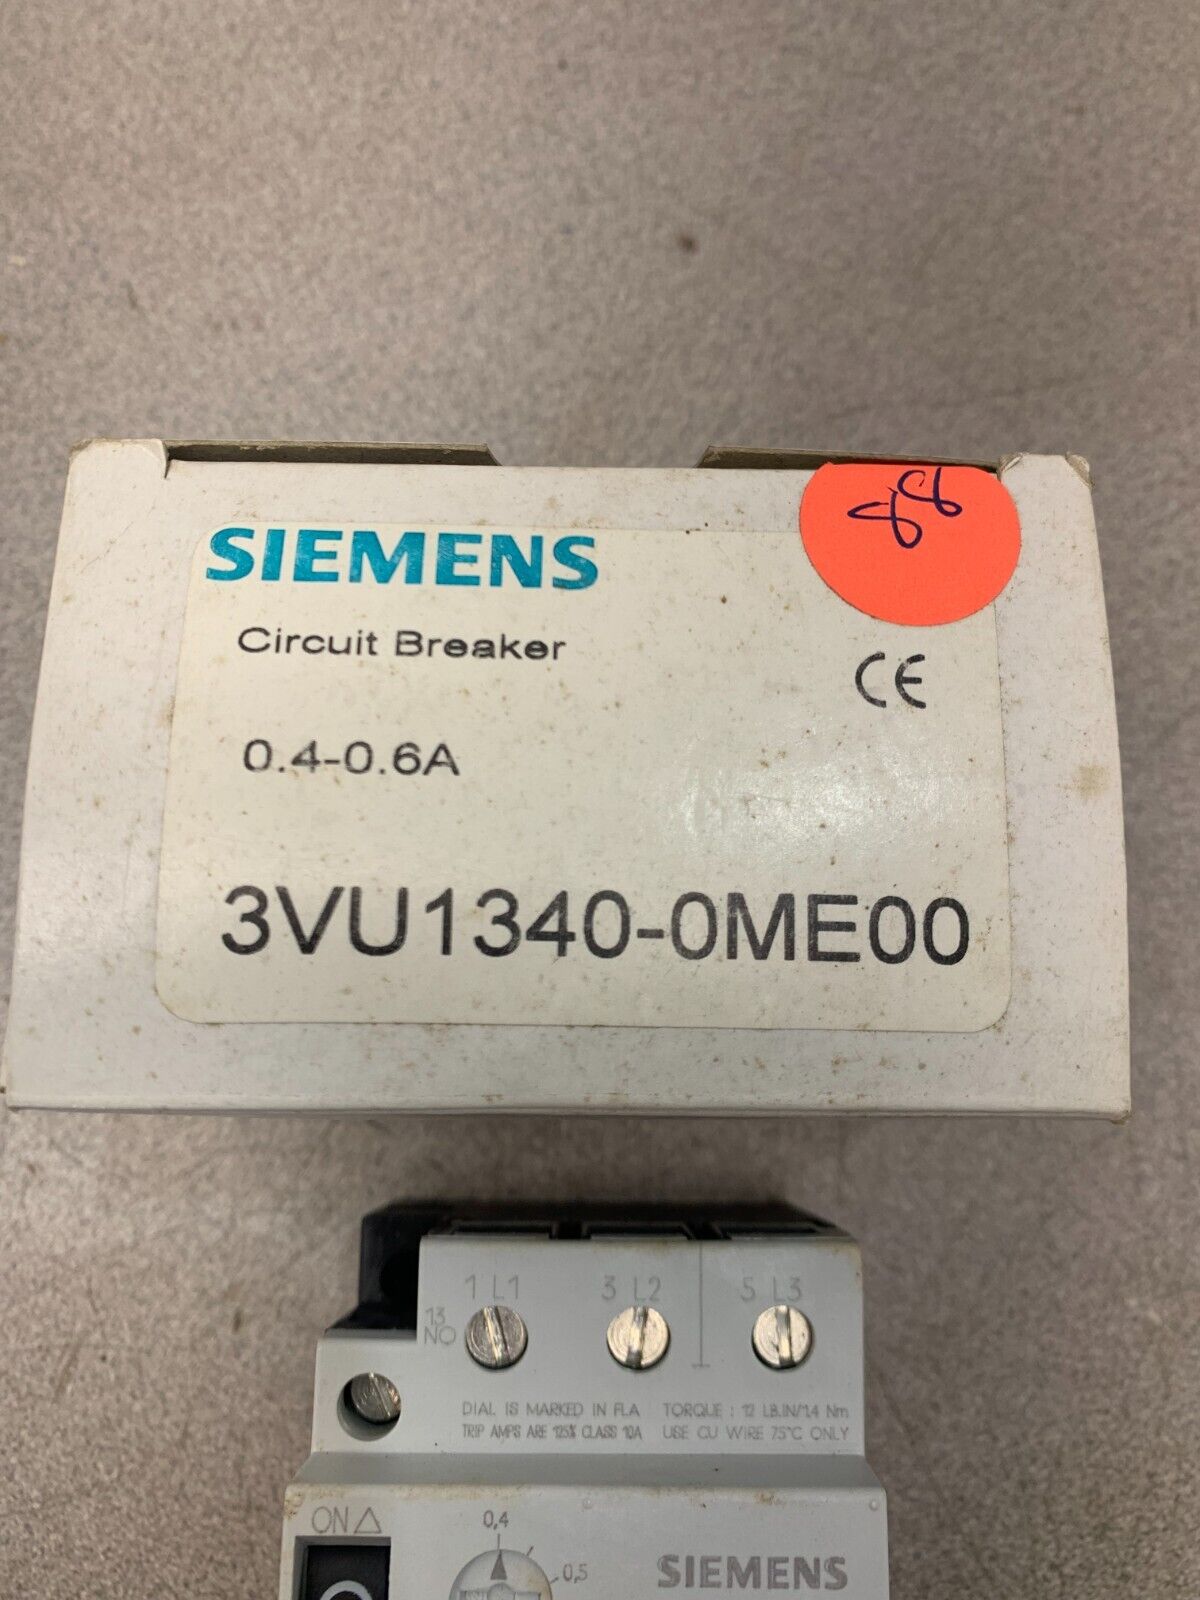 88
SIEMENS
Circuit Breaker
CE
0.4-0.6A
3VU1340-0ME00
1 L1 3 L2 5 L3
13
NO
DIAL IS MARKED IN FLA TORQUE : 12 LB.IN/1.4 Nm
TRIP AMPS ARE 125% CLASS 10A USE CU WIRE 75°C ONLY
ON
0,4
0,5
SIEMENS